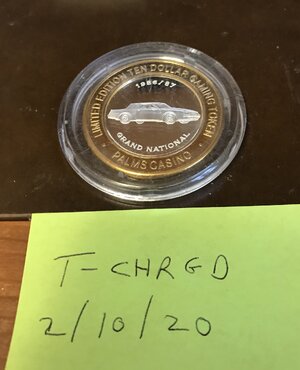 LIMITED EDITION TEN DOLLAR GAMING TOKEN
1986/87
GRAND NATIONAL
• PALMS CASINO •
T-CHRGD
2/10/20